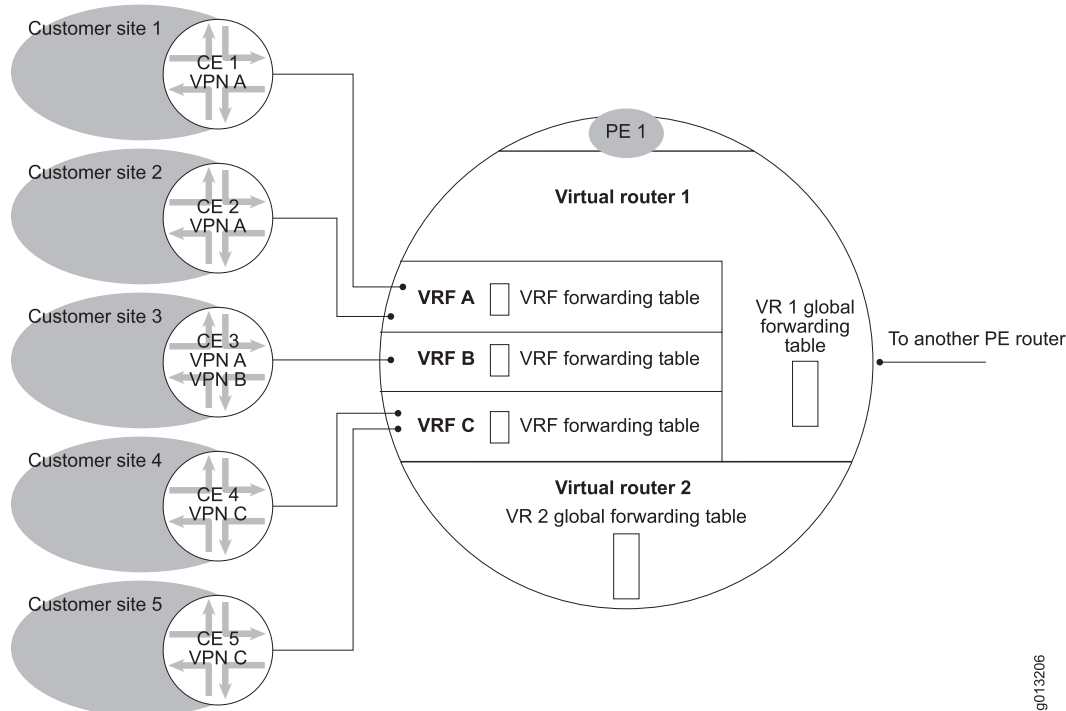 Customer site 1
CE 1
VPN A
Customer site 2
CE 2
VPN A
Customer site 3
CE 3
VPN A
VPN B
Customer site 4
CE 4
VPN C
Customer site 5
CE 5
VPN C
PE 1
Virtual router 1
VRF A VRF forwarding table
VRF B VRF forwarding table
VRF C VRF forwarding table
VR 1 global
forwarding
table
To another PE router
Virtual router 2
VR 2 global forwarding table
g013206